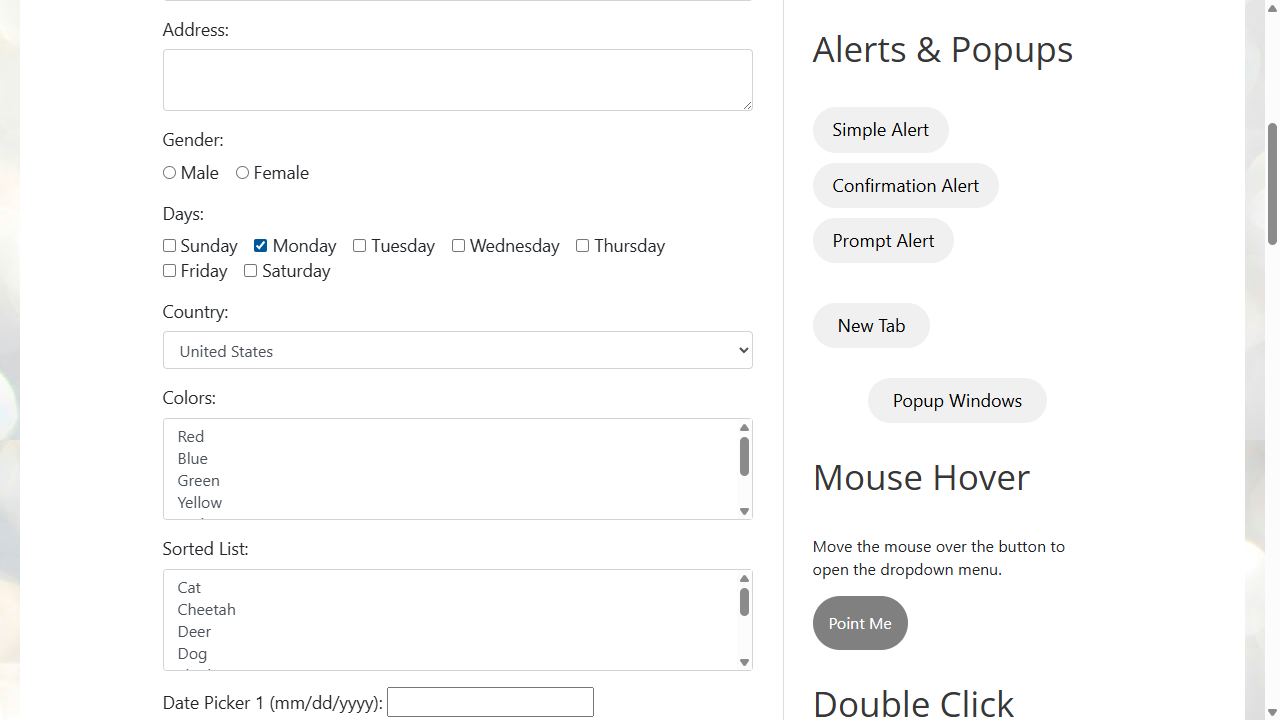 Address:
Gender:
Male Female
Days:
Sunday Monday Tuesday Wednesday Thursday
Friday Saturday
Country:
United States
Colors:
Red
Blue
Green
Yellow
Sorted List:
Cat
Cheetah
Deer
Dog
Date Picker 1 (mm/dd/yyyy):
Alerts & Popups
Simple Alert
Confirmation Alert
Prompt Alert
New Tab
Popup Windows
Mouse Hover
Move the mouse over the button to
open the dropdown menu.
Point Me
Double Click